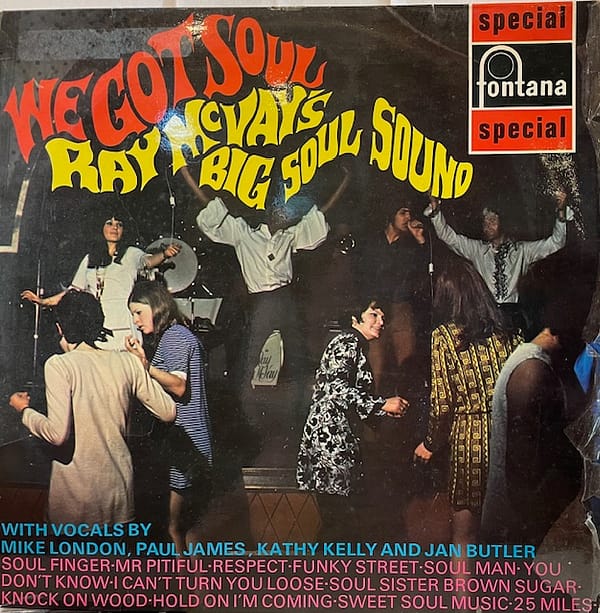 special
fontana
special
WE GOT SOUL
RAY McVAY'S
BIG SOUL SOUND
WITH VOCALS BY
MIKE LONDON, PAUL JAMES, KATHY KELLY AND JAN BUTLER
SOUL FINGER·MR PITIFUL·RESPECT·FUNKY STREET·SOUL MAN·YOU
DON'T KNOW·I CAN'T TURN YOU LOOSE·SOUL SISTER BROWN SUGAR·
KNOCK ON WOOD·HOLD ON I'M COMING·SWEET SOUL MUSIC·25 MILES